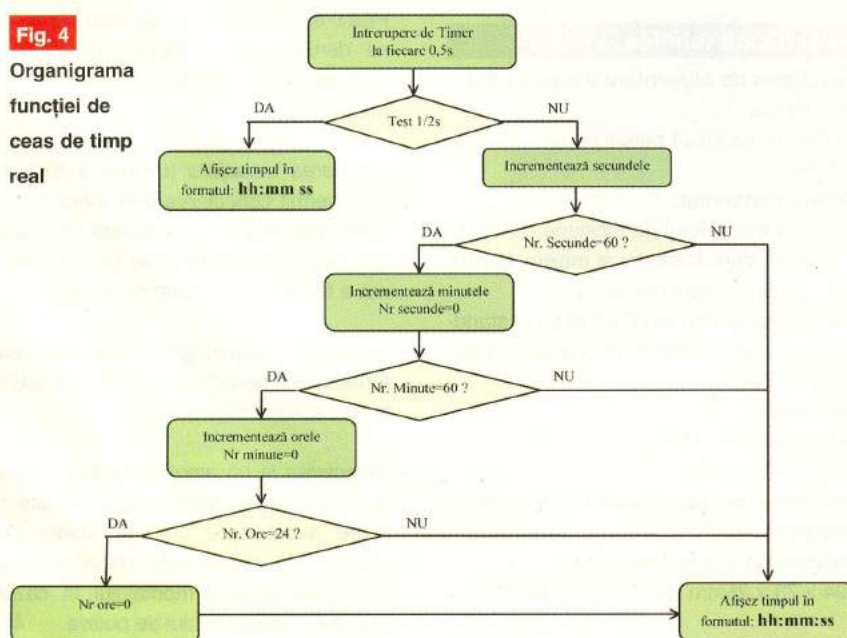 Fig. 4
Organigrama
funcției de
ceas de timp
real
Intrerupere de Timer
la fiecare 0,5s
DA
NU
Test 1/2s
Afișez timpul în
formatul: hh:mm ss
Incrementează secundele
DA
NU
Nr. Secunde=60 ?
Incrementează minutele
Nr secunde=0
DA
NU
Nr. Minute=60 ?
Incrementează orele
Nr minute=0
DA
NU
Nr. Ore=24 ?
Nr ore=0
Afișez timpul în
formatul: hh:mm:ss